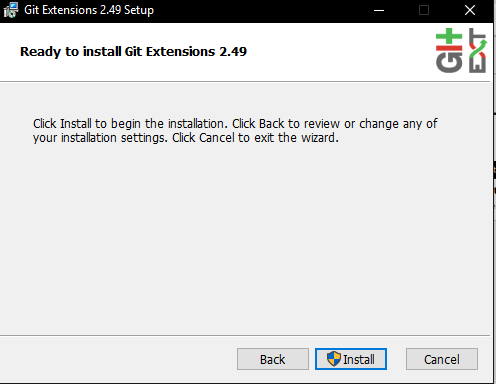 Git Extensions 2.49 Setup
Ready to install Git Extensions 2.49
GIT
EXT
Click Install to begin the installation. Click Back to review or change any of
your installation settings. Click Cancel to exit the wizard.
Back
Install
Cancel